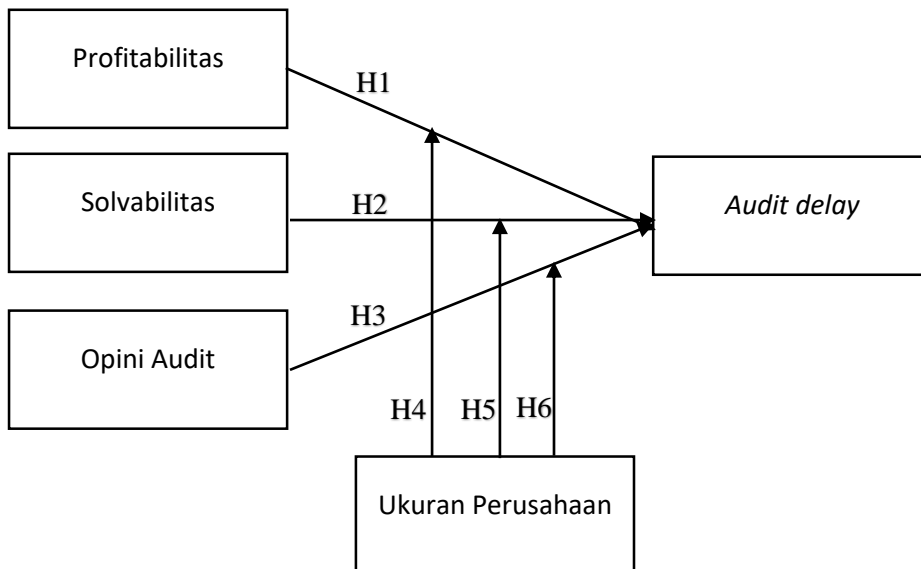 Profitabilitas
H1
Solvabilitas
H2
Audit delay
H3
Opini Audit
H4
H5
H6
Ukuran Perusahaan